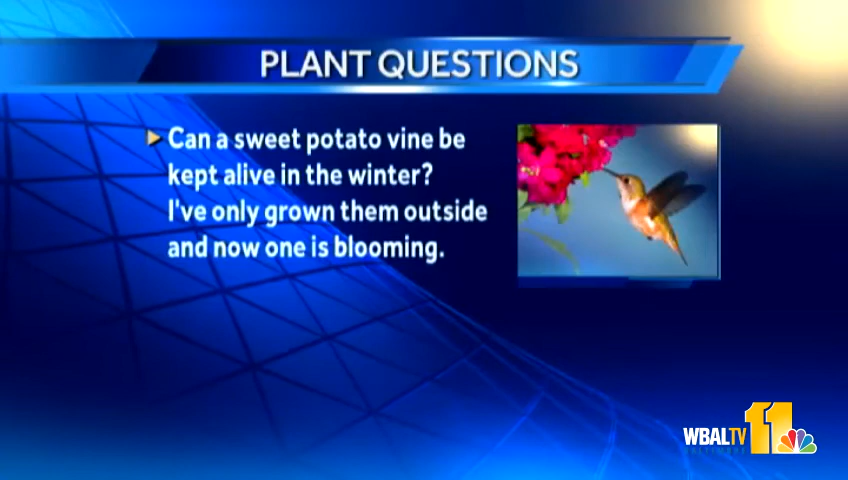 PLANT QUESTIONS
Can a sweet potato vine be
kept alive in the winter?
I've only grown them outside
and now one is blooming.
WBALTV 11